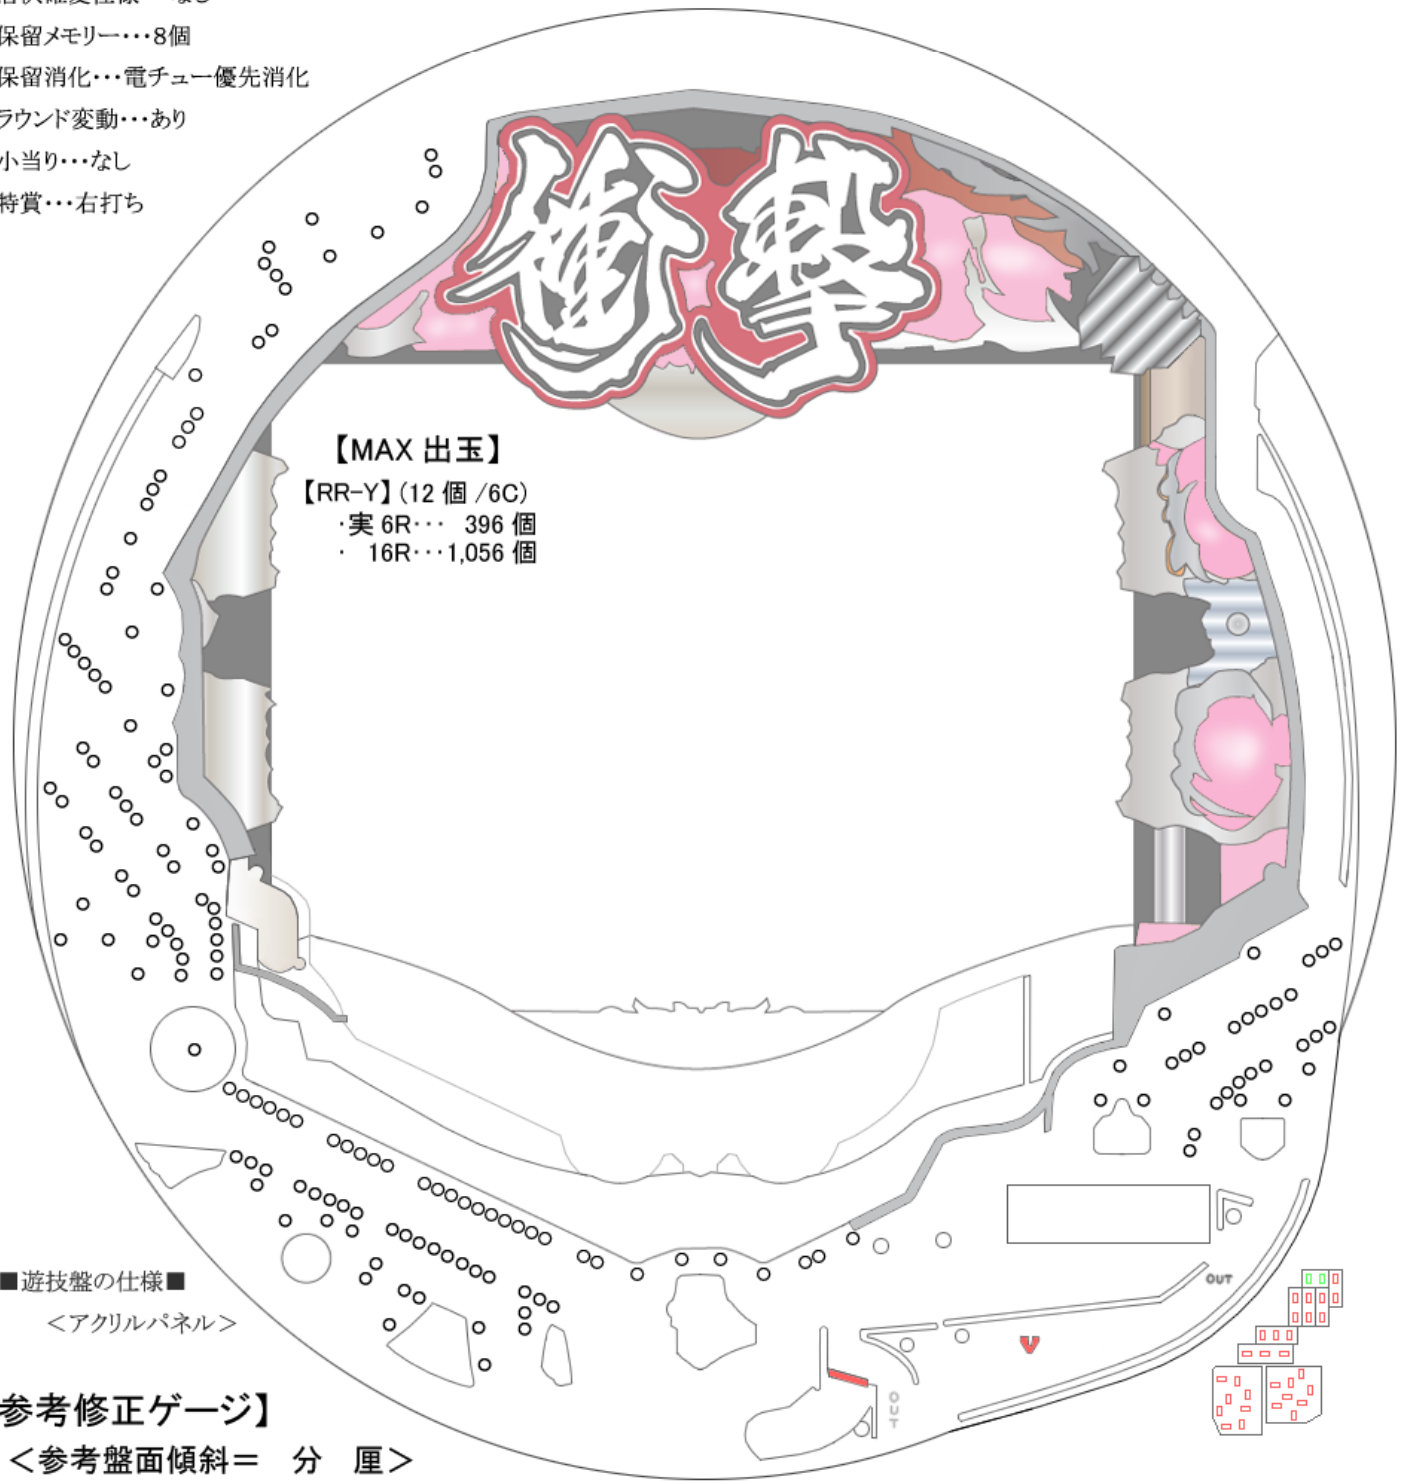 保留メモリー・・・8個
保留消化・・・電チュー優先消化
ラウンド変動・・・あり
小当り・・・なし
特賞・・・右打ち
衝撃
【MAX 出玉】
【RR-Y】(12 個 /6C)
・実 6R・・・ 396 個
・ 16R・・・1,056 個
■遊技盤の仕様■
＜アクリルパネル＞
OUT
V
OUT
参考修正ゲージ】
＜参考盤面傾斜＝ 分 厘＞